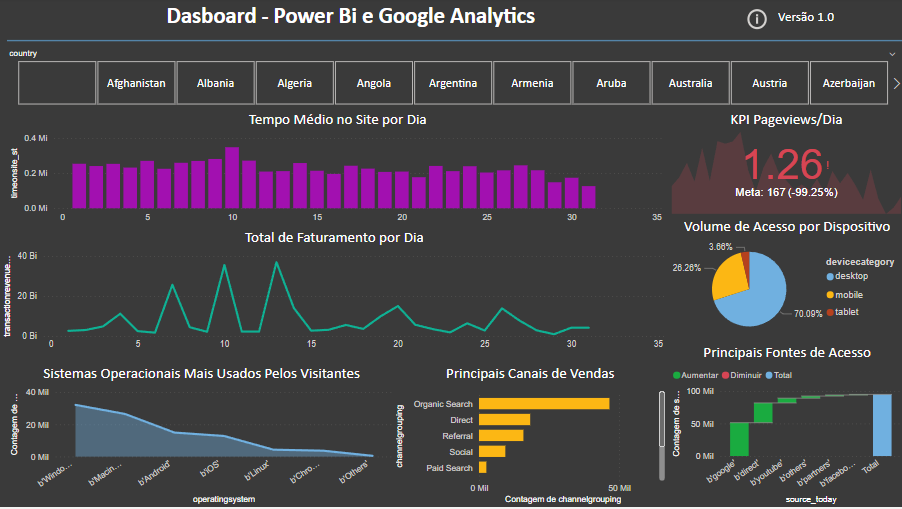 Dasboard - Power Bi e Google Analytics
Versão 1.0
country
Afghanistan
Albania
Algeria
Angola
Argentina
Armenia
Aruba
Australia
Austria
Azerbaijan
Tempo Médio no Site por Dia
timeonsite_st
0.4 Mi
0.2 Mi
0.0 Mi
0
5
10
15
20
25
30
35
KPI Pageviews/Dia
1.26!
Meta: 167 (-99.25%)
Total de Faturamento por Dia
transactionrevenue...
40 Bi
20 Bi
0 Bi
0
5
10
15
20
25
30
35
Volume de Acesso por Dispositivo
3.66%
26.26%
70.09%
devicecategory
desktop
mobile
tablet
Sistemas Operacionais Mais Usados Pelos Visitantes
Contagem de ...
40 Mil
20 Mil
0 Mil
b'Windo...
b'Macin...
b'Android'
b'iOS'
b'Linux'
b'Chro...
b'Others'
operatingsystem
Principais Canais de Vendas
channelgrouping
Organic Search
Direct
Referral
Social
Paid Search
0 Mil
50 Mil
Contagem de channelgrouping
Principais Fontes de Acesso
Aumentar
Diminuir
Total
Contagem de s...
100 Mil
50 Mil
0 Mil
b'google'
b'direct'
b'youtube'
b'others'
b'partners'
b'facebo...
Total
source_today